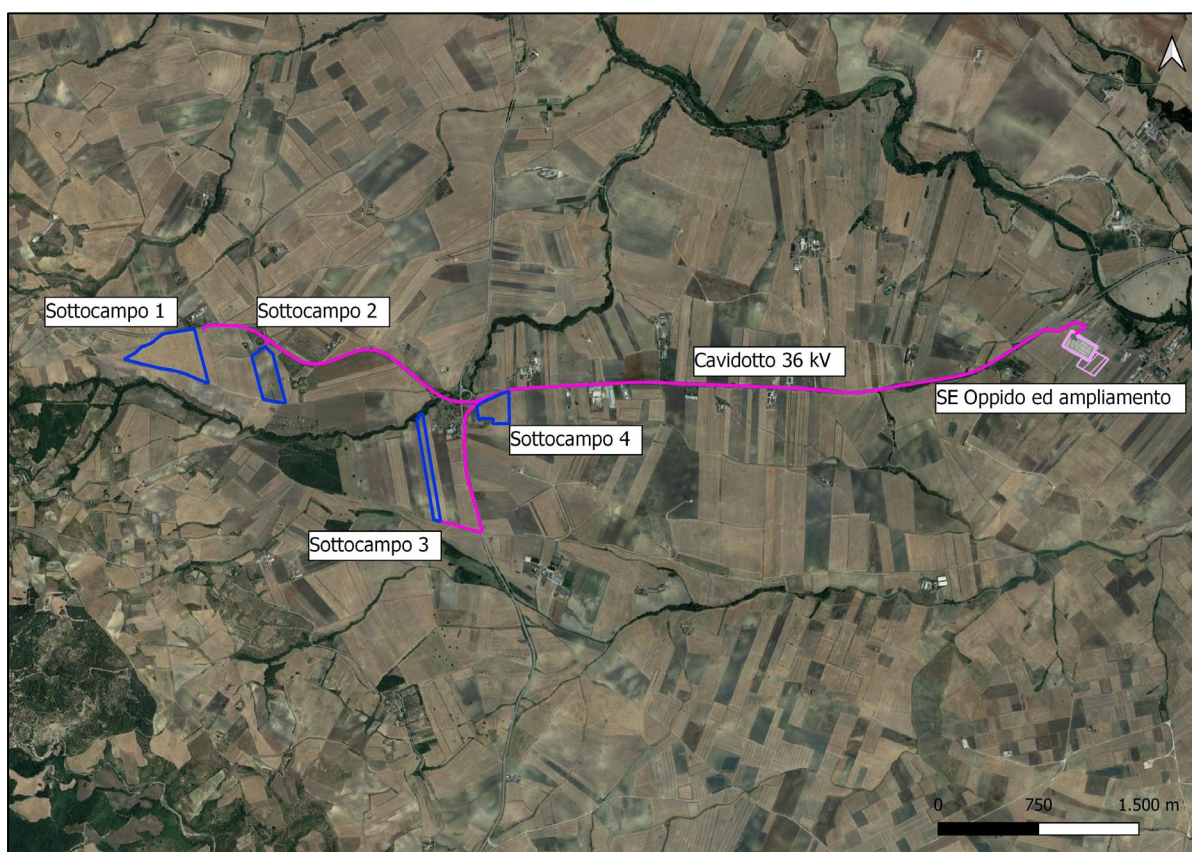 Sottocampo 1
Sottocampo 2
Cavidotto 36 kV
SE Oppido ed ampliamento
Sottocampo 4
Sottocampo 3
0 750 1.500 m